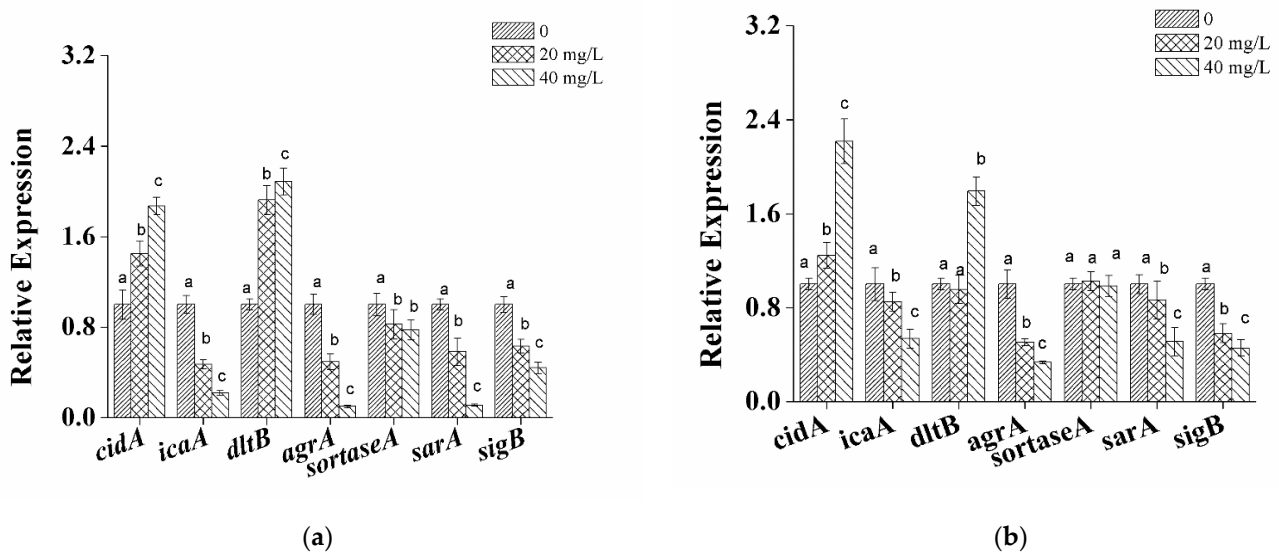 0
20 mg/L
40 mg/L
3.2
2.4
1.6
0.8
0.0
Relative Expression
a b c
a b c
a b c
a b c
a b b
a b c
a b c
cidA icaA dltB agrA sortaseA sarA sigB
(a)
0
20 mg/L
40 mg/L
3.2
2.4
1.6
0.8
0.0
Relative Expression
a b c
a b c
a a b
a b c
a a a
a b c
a b c
cidA icaA dltB agrA sortaseA sarA sigB
(b)